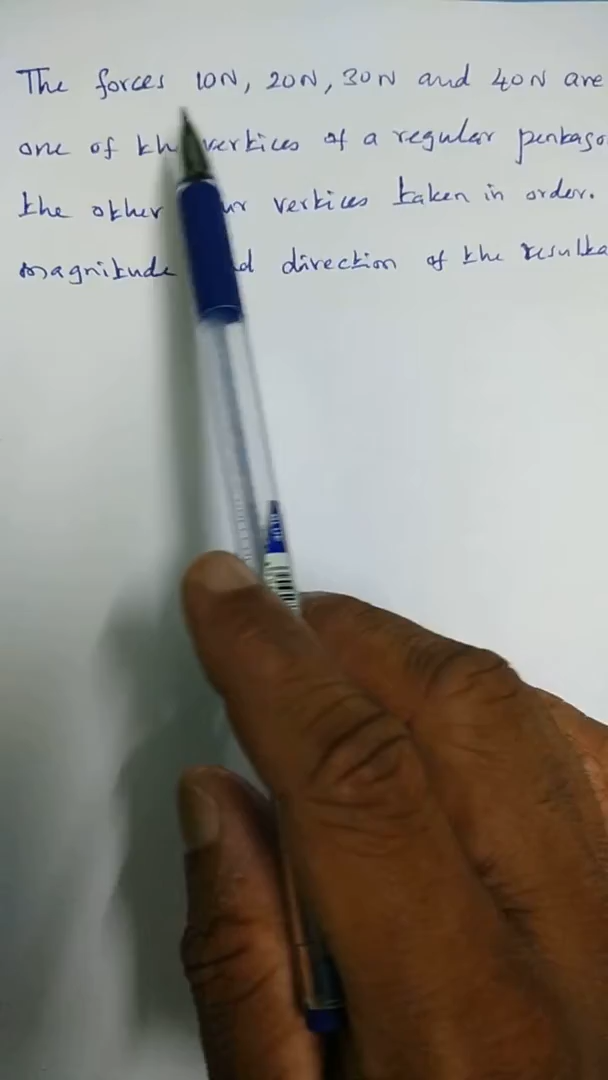 The forces 10N, 20N, 30N and 40N are
one of vertices of a regular
the other vertices taken in order.
magnitude direction of the